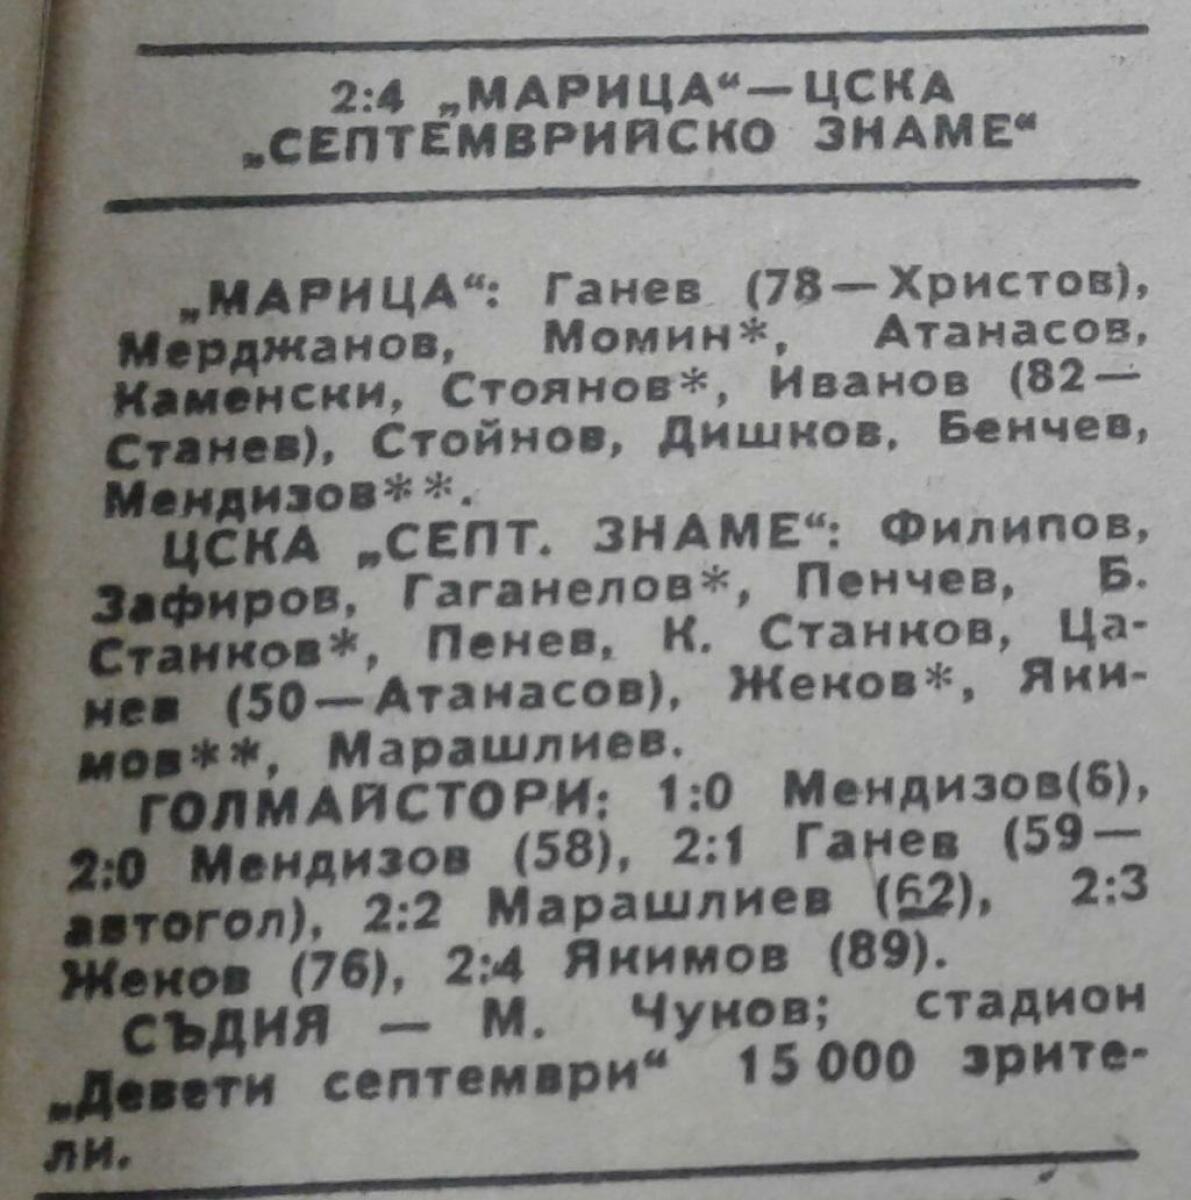 2:4 „МАРИЦА“—ЦСКА
„СЕПТЕМВРИЙСКО ЗНАМЕ“
„МАРИЦА“: Ганев (78—Христов),
Мерджанов, Момин*, Атанасов,
Каменски, Стоянов*, Иванов (82—
Станев), Стойнов, Дишков, Бенчев,
Мендизов**.
ЦСКА „СЕПТ. ЗНАМЕ“: Филипов,
Зафиров, Гаганелов*, Пенчев, Б.
Станков*, Пенев, К. Станков, Ца-
нев (50—Атанасов), Жеков*, Яки-
мов**, Марашлиев.
ГОЛМАЙСТОРИ: 1:0 Мендизов(6),
2:0 Мендизов (58), 2:1 Ганев (59—
автогол), 2:2 Марашлиев (62), 2:3
Жеков (76), 2:4 Якимов (89).
СЪДИЯ — М. Чуков; стадион
„Девети септември“ 15 000 зрите-
ли.